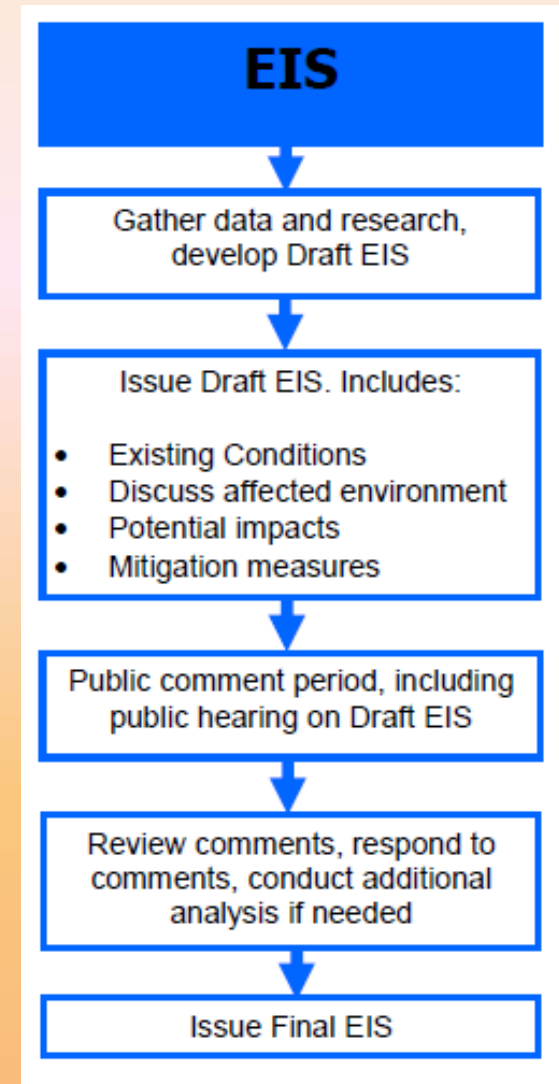 EIS
Gather data and research,
develop Draft EIS
Issue Draft EIS. Includes:
• Existing Conditions
• Discuss affected environment
• Potential impacts
• Mitigation measures
Public comment period, including
public hearing on Draft EIS
Review comments, respond to
comments, conduct additional
analysis if needed
Issue Final EIS